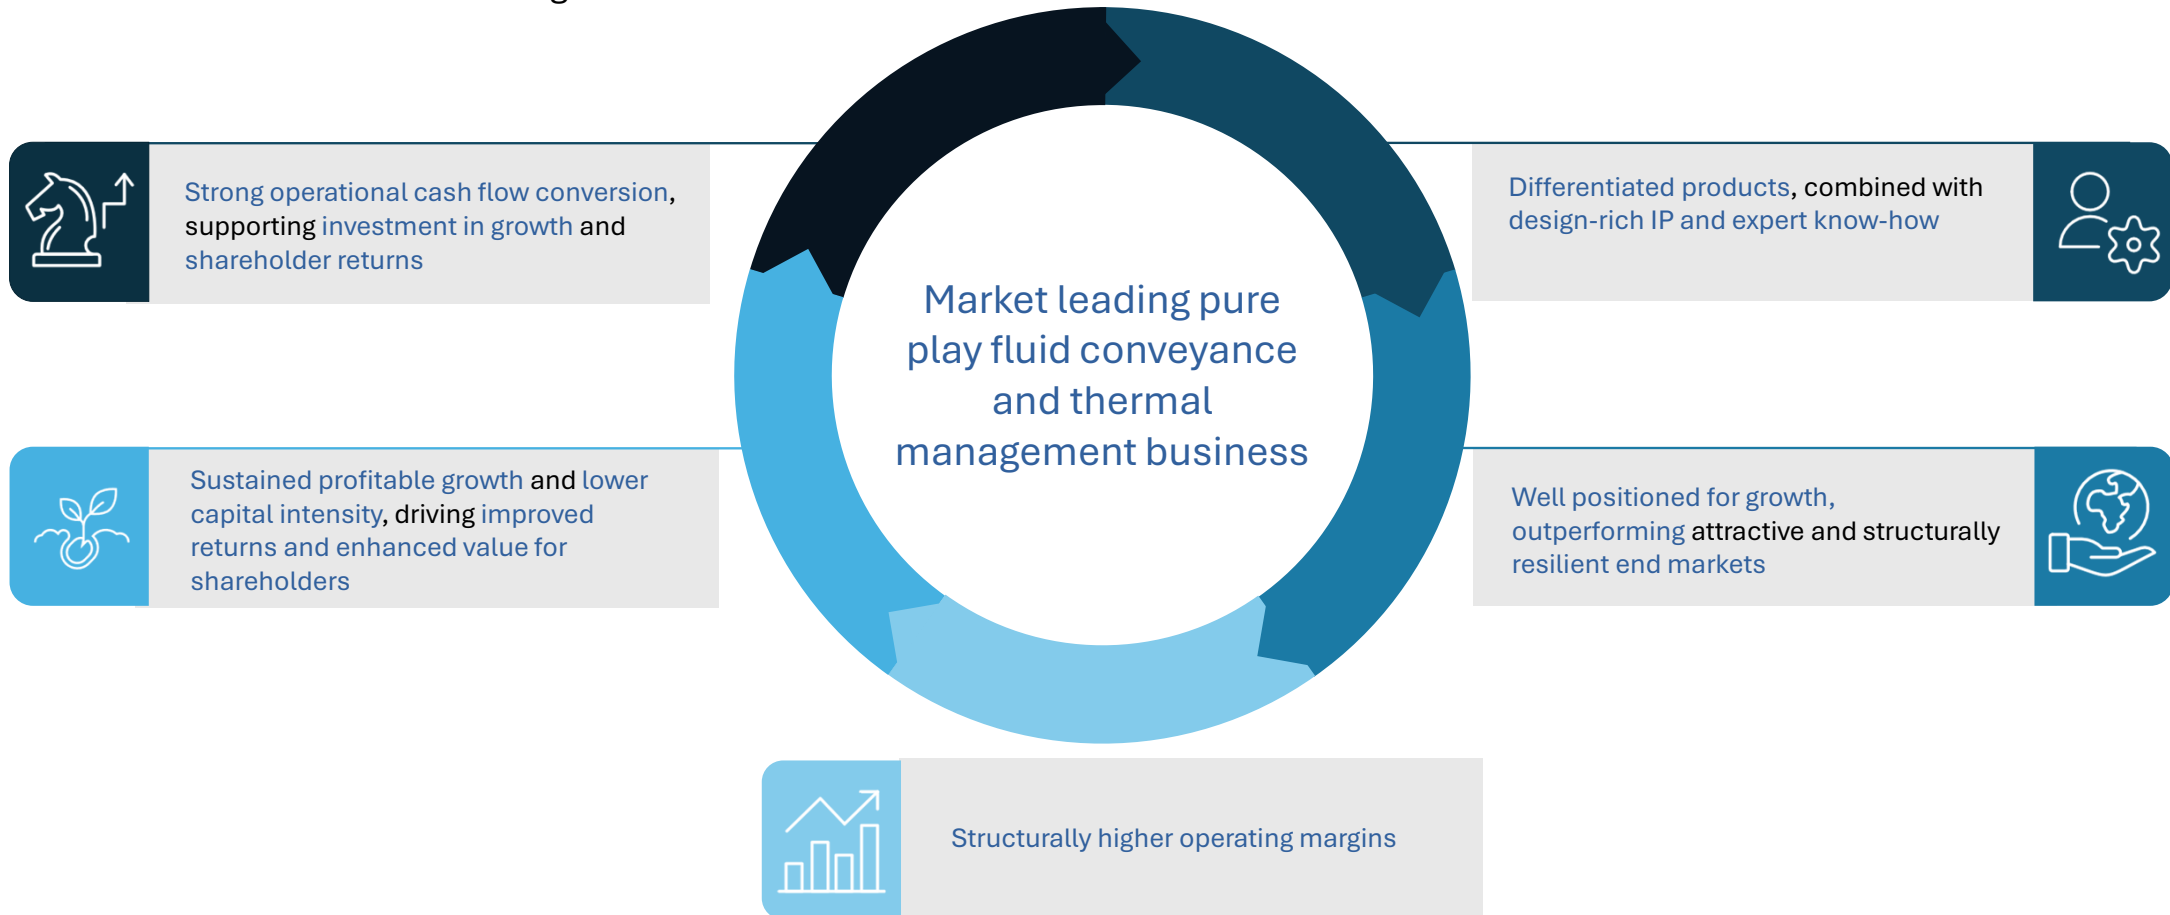 Strong operational cash flow conversion,
supporting investment in growth and
shareholder returns
Differentiated products, combined with
design-rich IP and expert know-how
Market leading pure
play fluid conveyance
and thermal
management business
Sustained profitable growth and lower
capital intensity, driving improved
returns and enhanced value for
shareholders
Well positioned for growth,
outperforming attractive and structurally
resilient end markets
Structurally higher operating margins